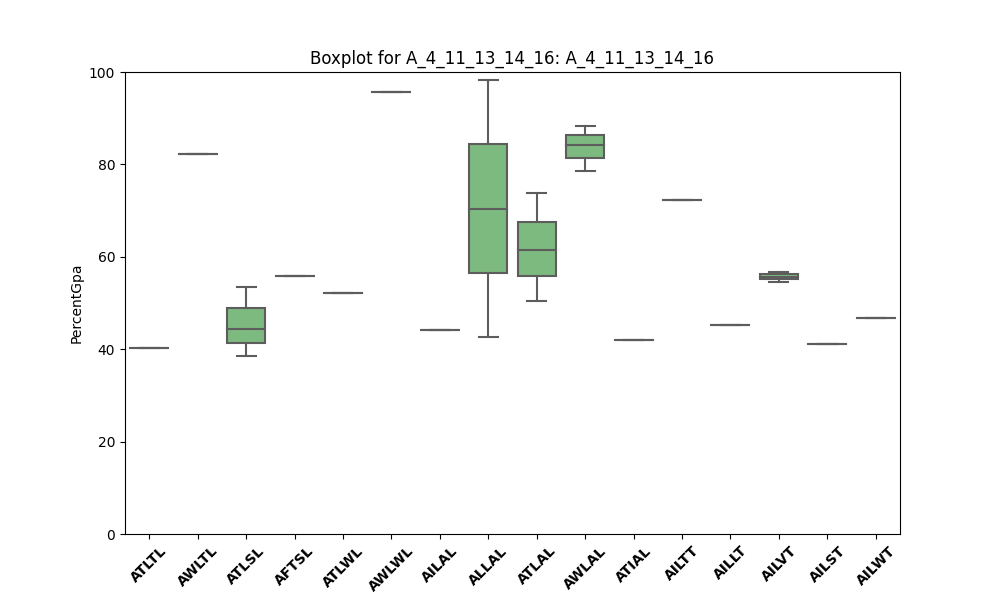 Boxplot for A_4_11_13_14_16: A_4_11_13_14_16
PercentGpa
100
80
60
40
20
0
ATLTL
AWLTL
ATLSL
AFTSL
ATLWL
AWLWL
AILAL
ALLAL
ATLAL
AWLAL
ATIAL
AILTT
AILLT
AILVT
AILST
AILWT